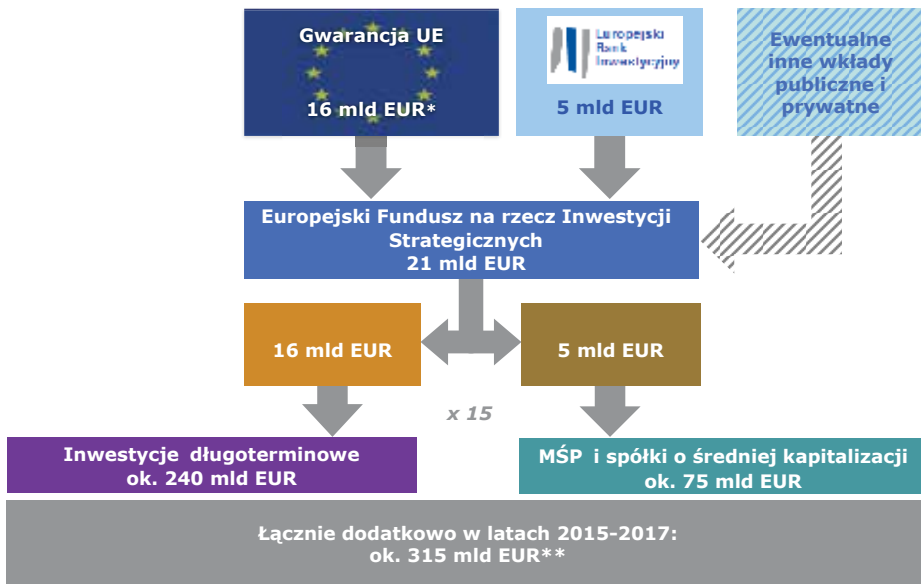 Gwarancja UE
16 mld EUR*
Europejski
Bank
Inwestycyjny
5 mld EUR
Ewentualne
inne wkłady
publiczne i
prywatne
Europejski Fundusz na rzecz Inwestycji
Strategicznych
21 mld EUR
16 mld EUR
5 mld EUR
x 15
Inwestycje długoterminowe
ok. 240 mld EUR
MŚP i spółki o średniej kapitalizacji
ok. 75 mld EUR
Łącznie dodatkowo w latach 2015-2017:
ok. 315 mld EUR**